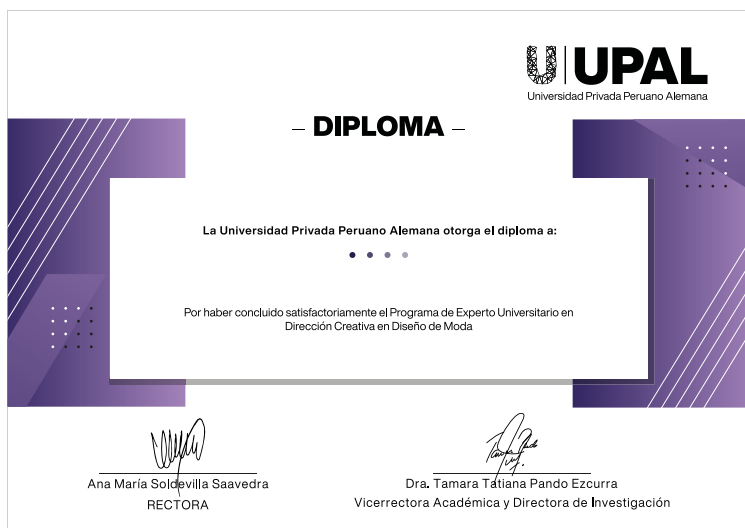 UPAL
Universidad Privada Peruano Alemana
– DIPLOMA –
La Universidad Privada Peruano Alemana otorga el diploma a:
Por haber concluido satisfactoriamente el Programa de Experto Universitario en
Dirección Creativa en Diseño de Moda
Ana María Soldevilla Saavedra
RECTORA
Dra. Tamara Tatiana Pando Ezcurra
Vicerrectora Académica y Directora de Investigación